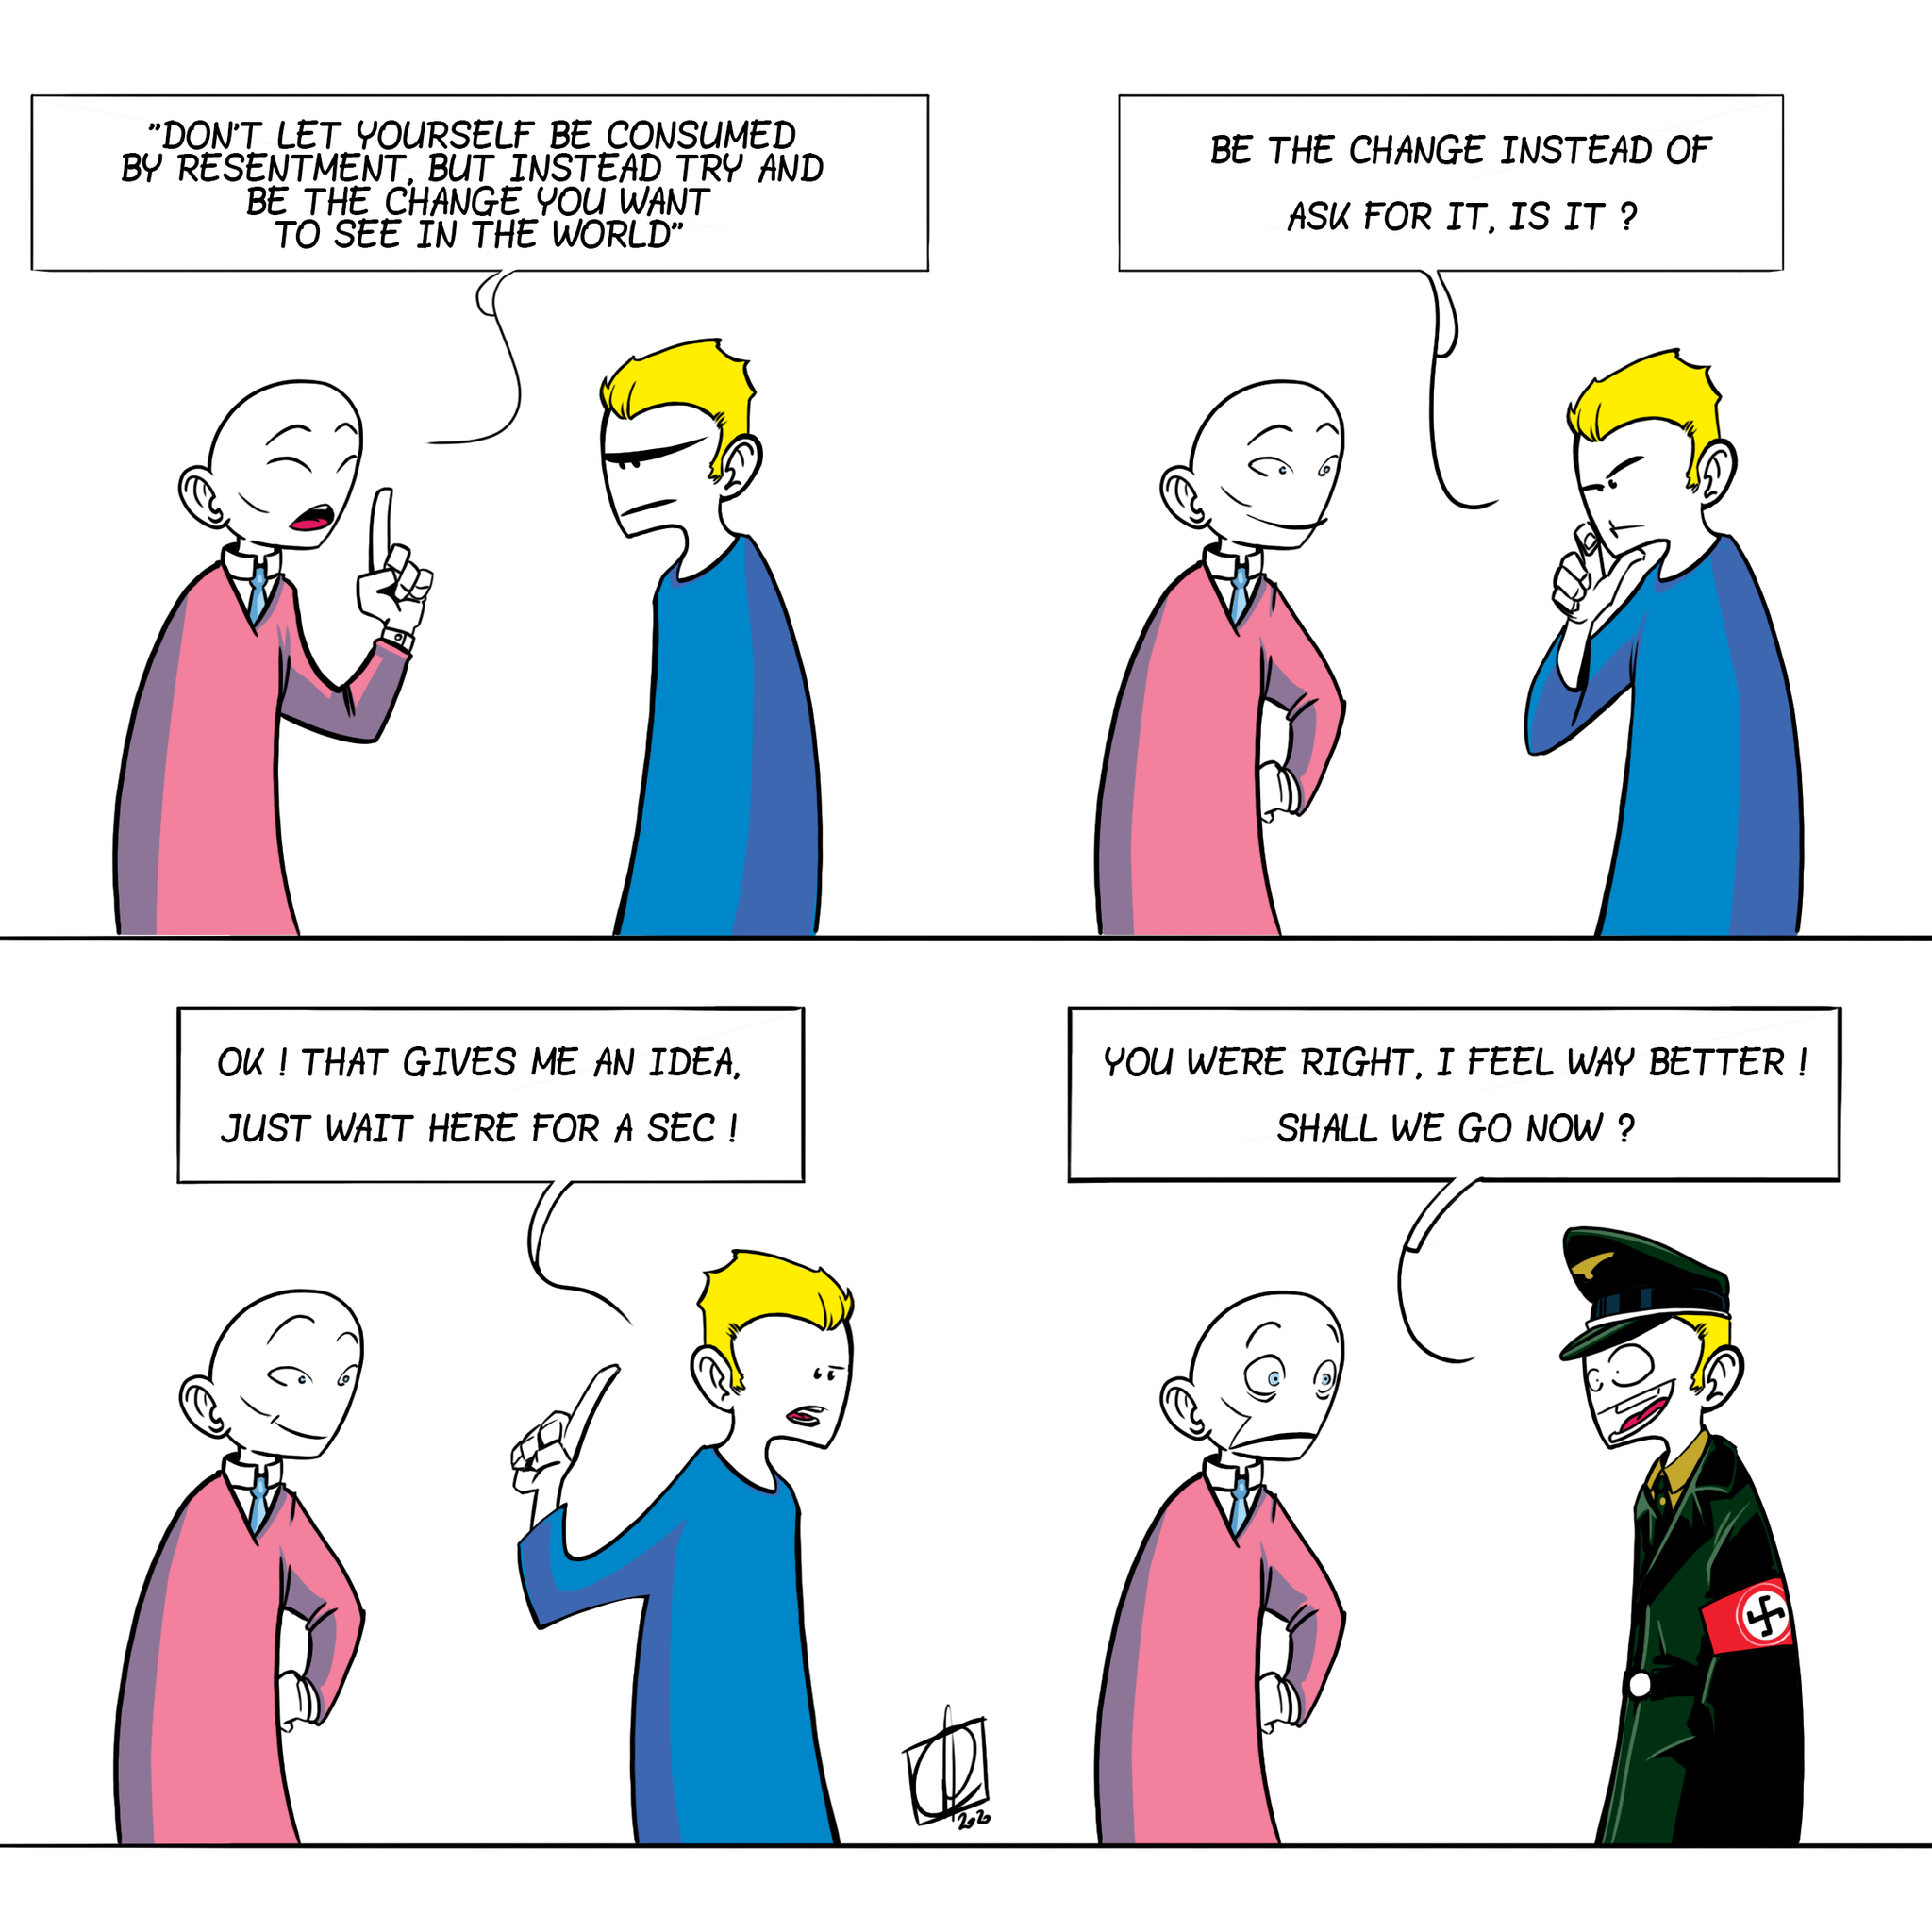 "DON'T LET YOURSELF BE CONSUMED
BY RESENTMENT, BUT INSTEAD TRY AND
BE THE CHANGE YOU WANT
TO SEE IN THE WORLD"
BE THE CHANGE INSTEAD OF
ASK FOR IT, IS IT ?
OK ! THAT GIVES ME AN IDEA,
JUST WAIT HERE FOR A SEC !
YOU WERE RIGHT, I FEEL WAY BETTER !
SHALL WE GO NOW ?
2020